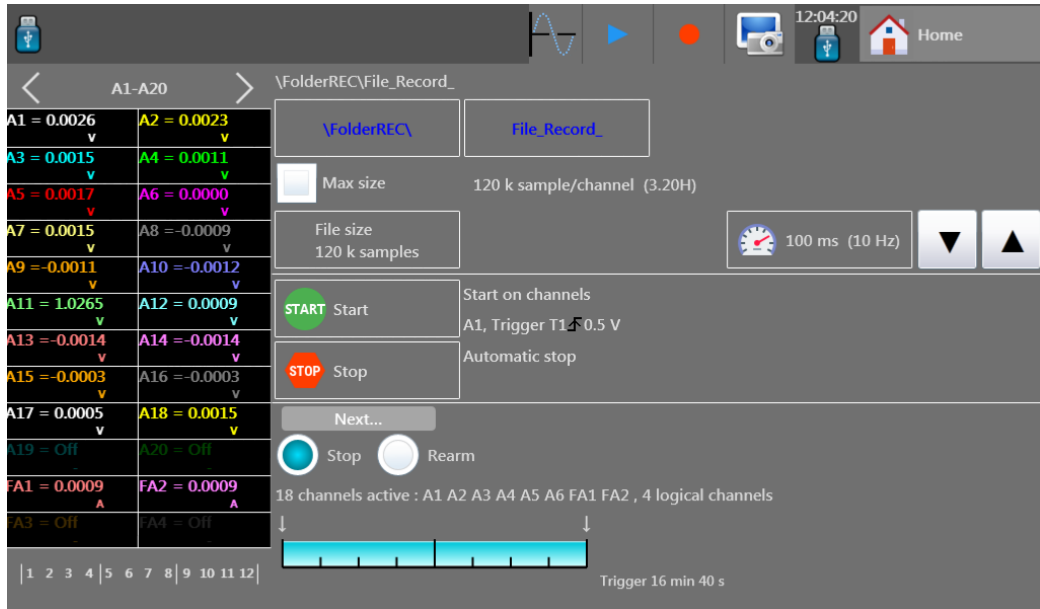 12:04:20
Home
A1-A20
\FolderREC\File_Record_
A1 = 0.0026 V
A2 = 0.0023 V
A3 = 0.0015 V
A4 = 0.0011 V
A5 = 0.0017 V
A6 = 0.0000 V
A7 = 0.0015 V
A8 =-0.0009 V
A9 =-0.0011 V
A10 =-0.0012 V
A11 = 1.0265 V
A12 = 0.0009 V
A13 =-0.0014 V
A14 =-0.0014 V
A15 =-0.0003 V
A16 =-0.0003 V
A17 = 0.0005 V
A18 = 0.0015 V
A19 = Off -
A20 = Off -
FA1 = 0.0009 A
FA2 = 0.0009 A
FA3 = Off -
FA4 = Off -
|1 2 3 4|5 6 7 8|9 10 11 12|
\FolderREC\
File_Record_
Max size
120 k sample/channel (3.20H)
File size
120 k samples
100 ms (10 Hz)
▼ ▲
START Start
Start on channels
A1, Trigger T1 0.5 V
STOP Stop
Automatic stop
Next...
Stop
Rearm
18 channels active : A1 A2 A3 A4 A5 A6 FA1 FA2 , 4 logical channels
↓ ↓
Trigger 16 min 40 s